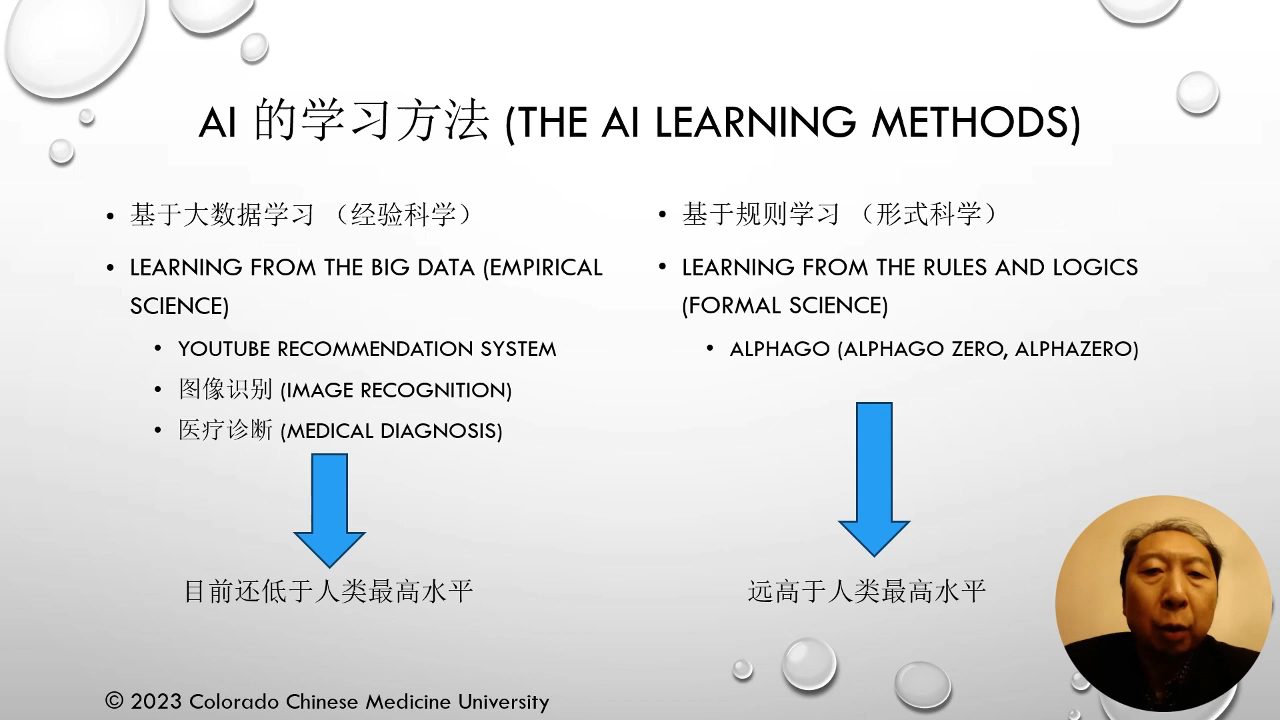 AI 的学习方法 (THE AI LEARNING METHODS)
• 基于大数据学习 （经验科学）
• LEARNING FROM THE BIG DATA (EMPIRICAL
SCIENCE)
• YOUTUBE RECOMMENDATION SYSTEM
• 图像识别 (IMAGE RECOGNITION)
• 医疗诊断 (MEDICAL DIAGNOSIS)
目前还低于人类最高水平
• 基于规则学习 （形式科学）
• LEARNING FROM THE RULES AND LOGICS
(FORMAL SCIENCE)
• ALPHAGO (ALPHAGO ZERO, ALPHAZERO)
远高于人类最高水平
© 2023 Colorado Chinese Medicine University